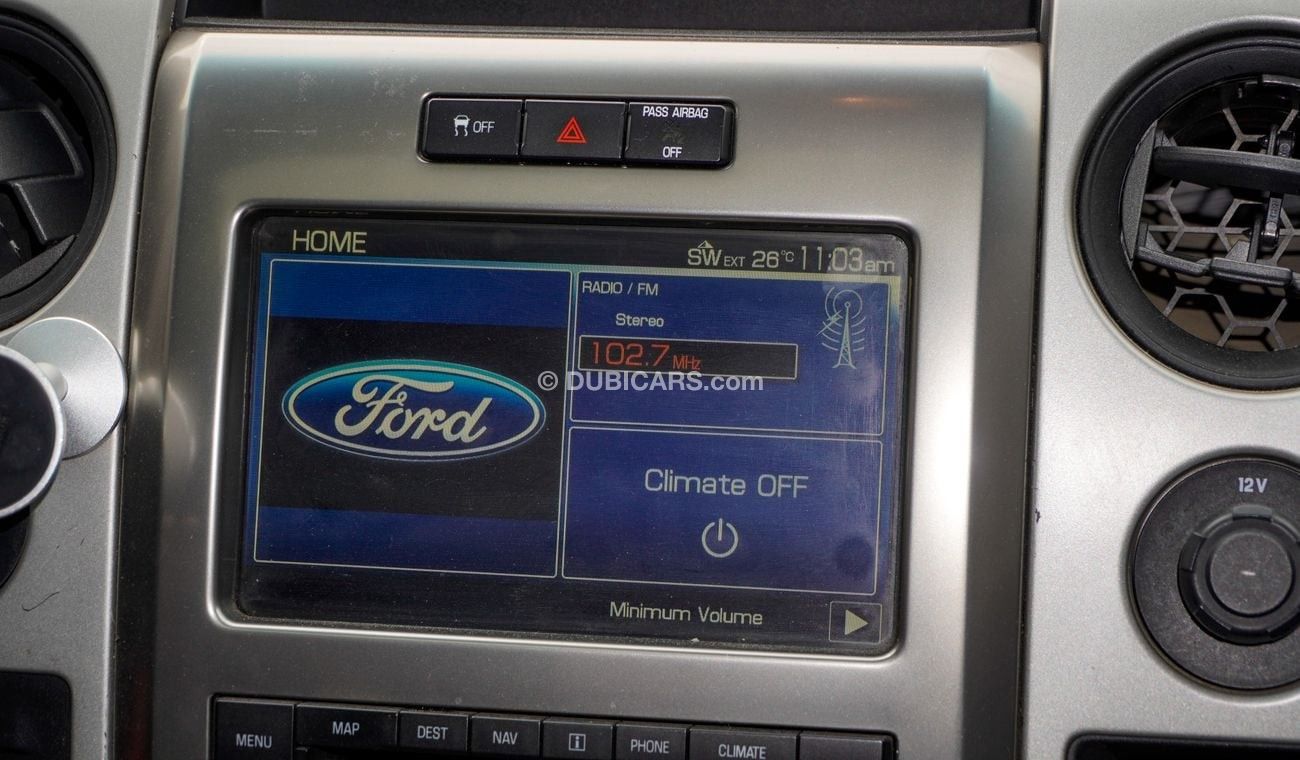 OFF
PASS AIRBAG
OFF
HOME
SW EXT 26°C 11:03am
RADIO / FM
Stereo
102.7 MHz
© DUBICARS.com
Ford
Climate OFF
Minimum Volume
12V
MENU
MAP
DEST
NAV
i
PHONE
CLIMATE